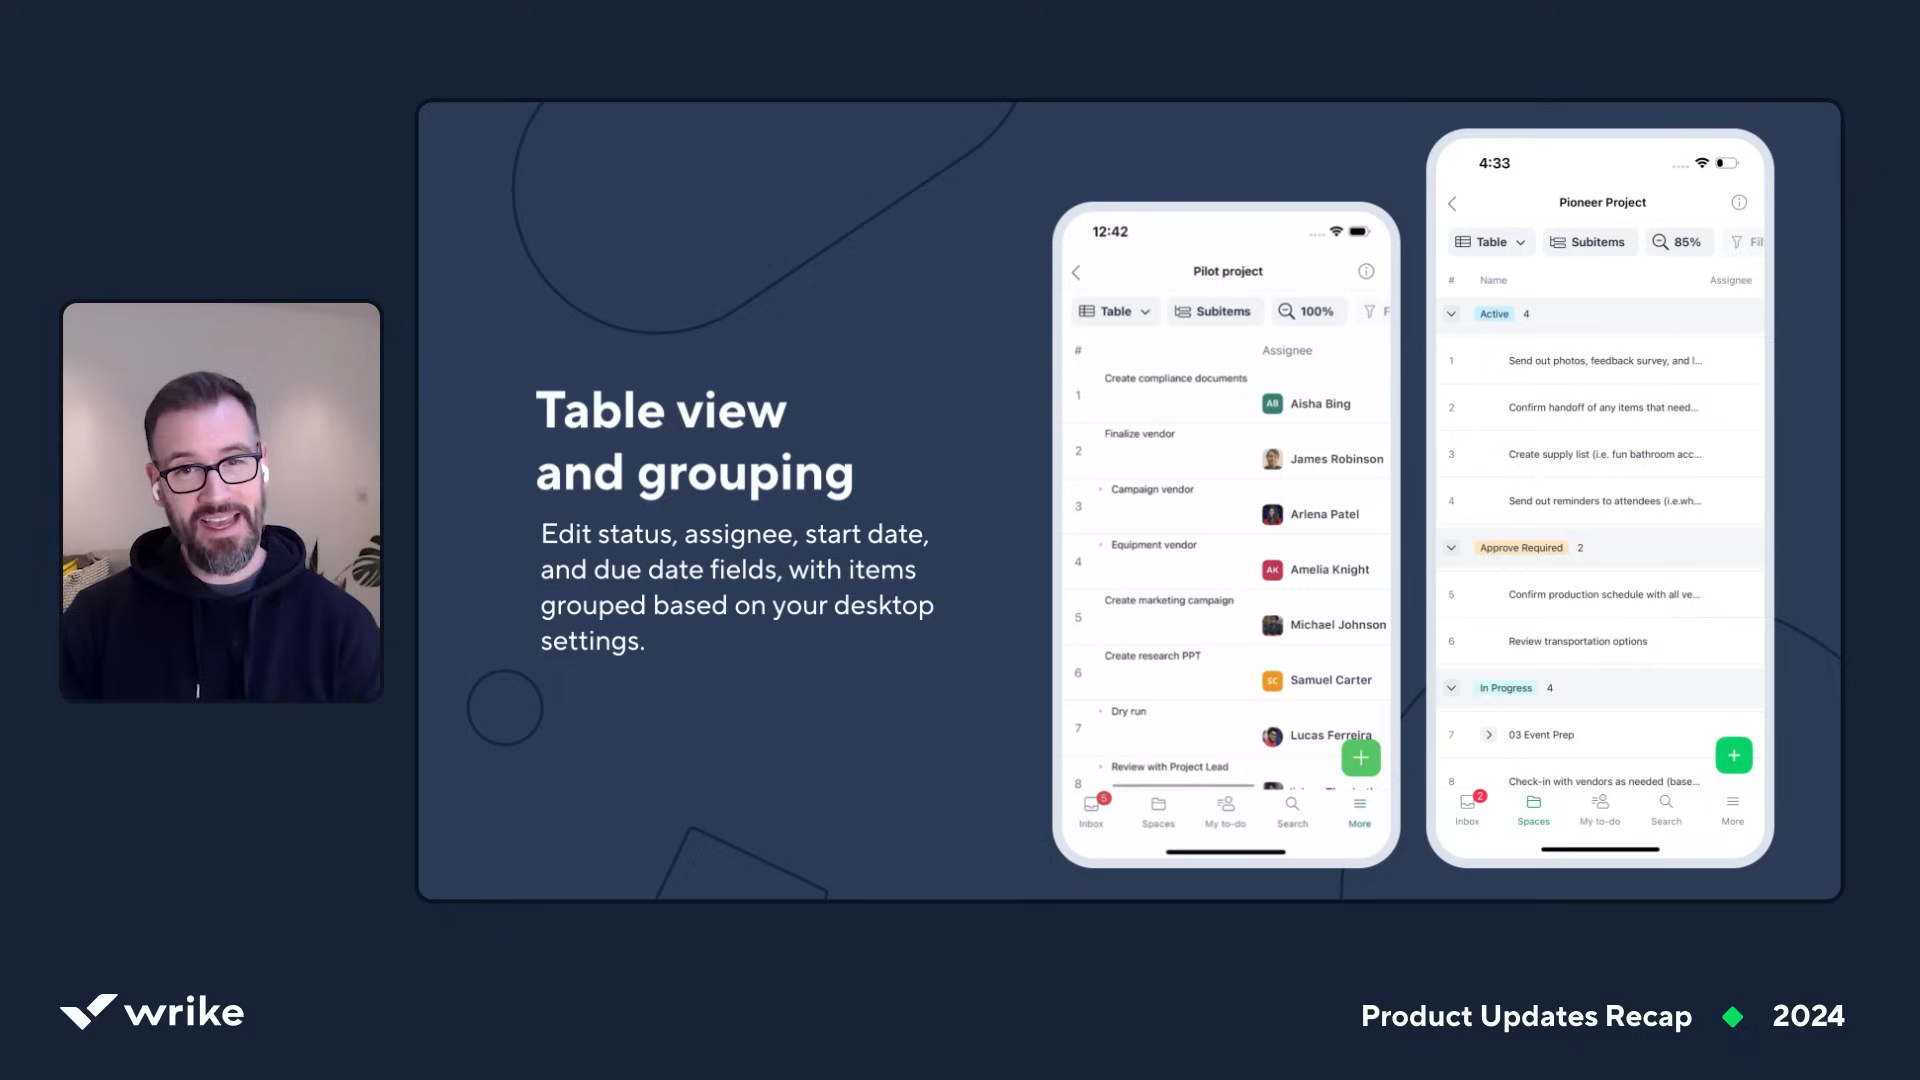 Table view
and grouping
Edit status, assignee, start date,
and due date fields, with items
grouped based on your desktop
settings.
12:42
Pilot project
Table
Subitems
100%
F
#
Assignee
1
Create compliance documents
AB
Aisha Bing
2
Finalize vendor
James Robinson
3
Campaign vendor
Arlena Patel
4
Equipment vendor
AK
Amelia Knight
5
Create marketing campaign
Michael Johnson
6
Create research PPT
SC
Samuel Carter
7
Dry run
Lucas Ferreira
8
Review with Project Lead
5
Inbox
Spaces
My to-do
Search
More
4:33
Pioneer Project
Table
Subitems
85%
Fil
#
Name
Assignee
Active 4
1
Send out photos, feedback survey, and l...
2
Confirm handoff of any items that need...
3
Create supply list (i.e. fun bathroom acc...
4
Send out reminders to attendees (i.e.wh...
Approve Required 2
5
Confirm production schedule with all ve...
6
Review transportation options
In Progress 4
7
03 Event Prep
8
Check-in with vendors as needed (base...
2
Inbox
Spaces
My to-do
Search
More
wrike
Product Updates Recap 2024